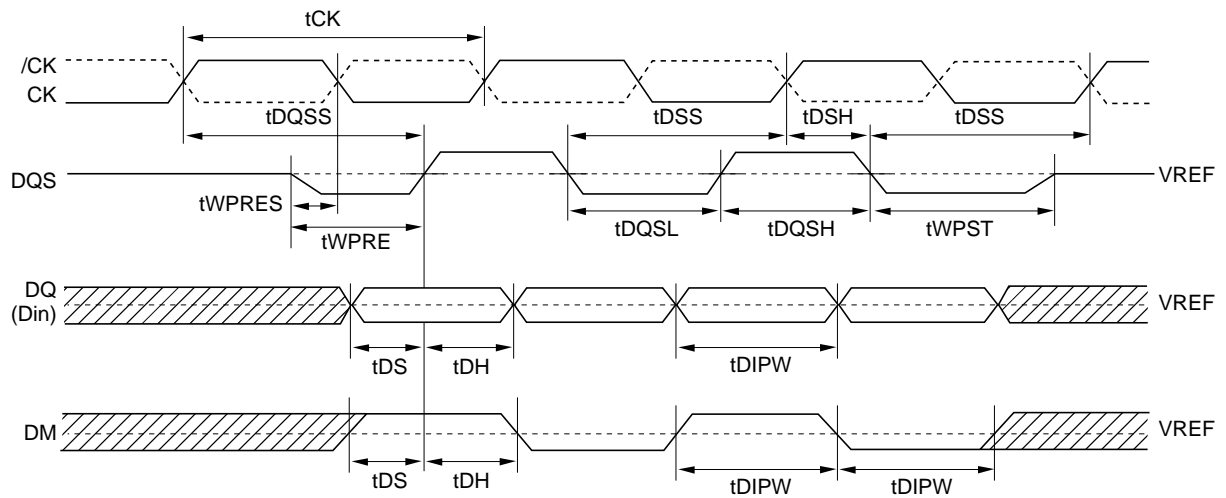 tCK
/CK
CK
tDQSS
tDSS
tDSH
tDSS
DQS
VREF
tWPRES
tWPRE
tDQSL
tDQSH
tWPST
DQ
(Din)
VREF
tDS
tDH
tDIPW
DM
VREF
tDS
tDH
tDIPW
tDIPW